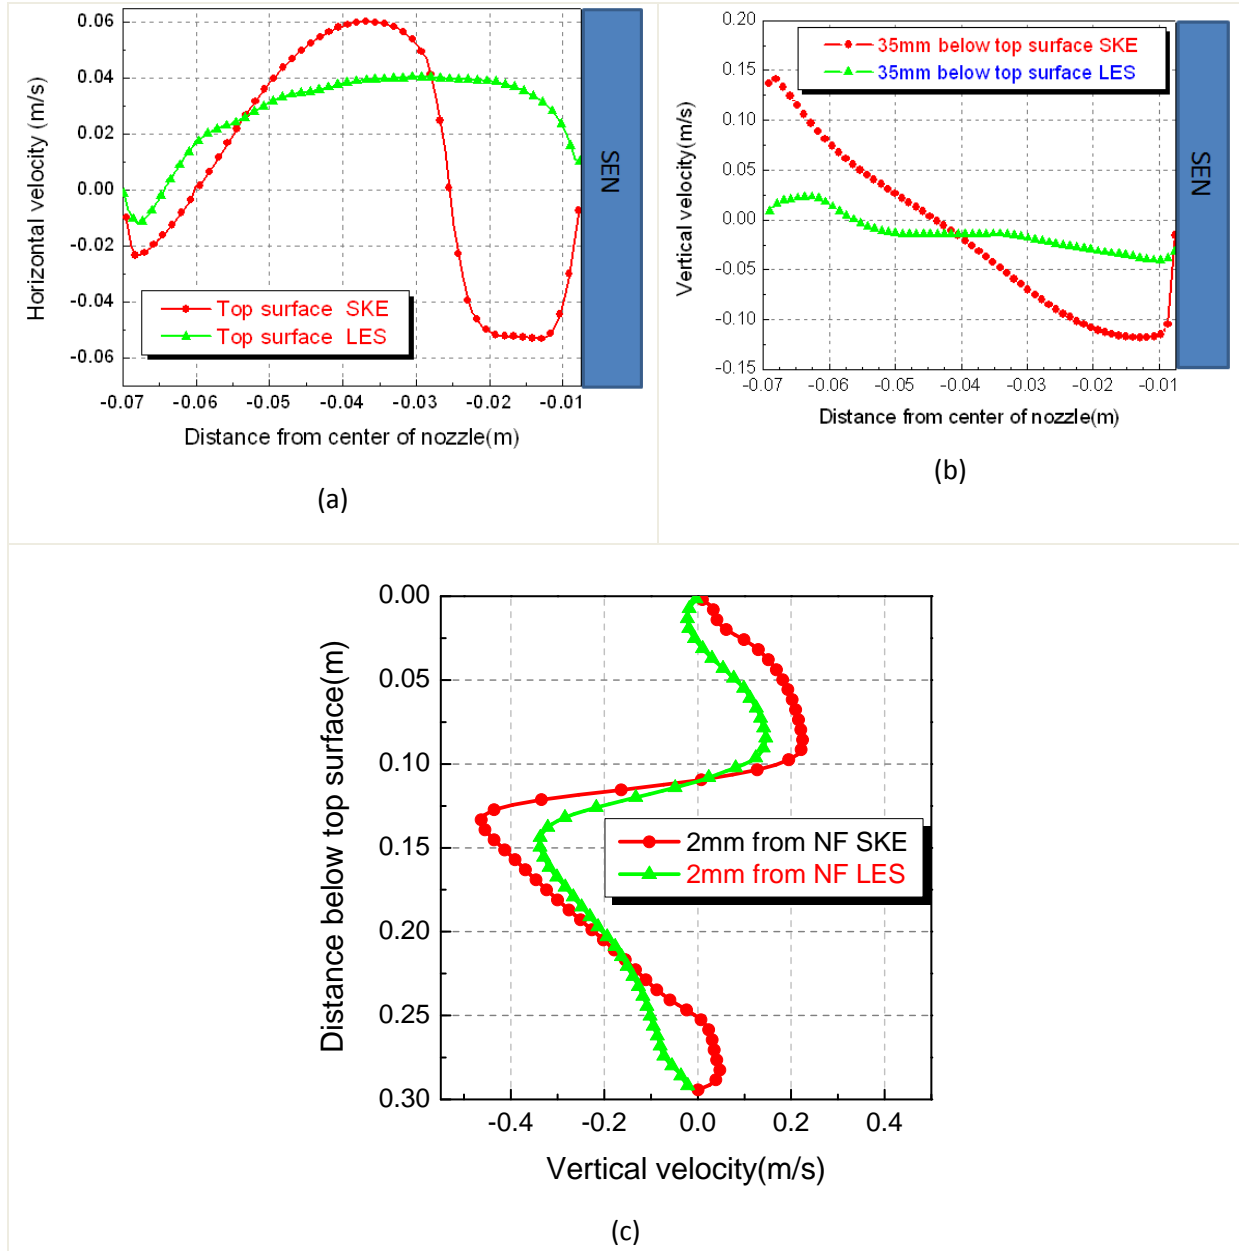 0.06
0.04
0.02
0.00
-0.02
-0.04
-0.06
Horizontal velocity (m/s)
Top surface SKE
Top surface LES
-0.07 -0.06 -0.05 -0.04 -0.03 -0.02 -0.01
Distance from center of nozzle(m)
SEN
(a)
0.20
0.15
0.10
0.05
0.00
-0.05
-0.10
-0.15
Vertical velocity(m/s)
35mm below top surface SKE
35mm below top surface LES
-0.07 -0.06 -0.05 -0.04 -0.03 -0.02 -0.01
Distance from center of nozzle(m)
SEN
(b)
0.00
0.05
0.10
0.15
0.20
0.25
0.30
Distance below top surface(m)
2mm from NF SKE
2mm from NF LES
-0.4 -0.2 0.0 0.2 0.4
Vertical velocity(m/s)
(c)